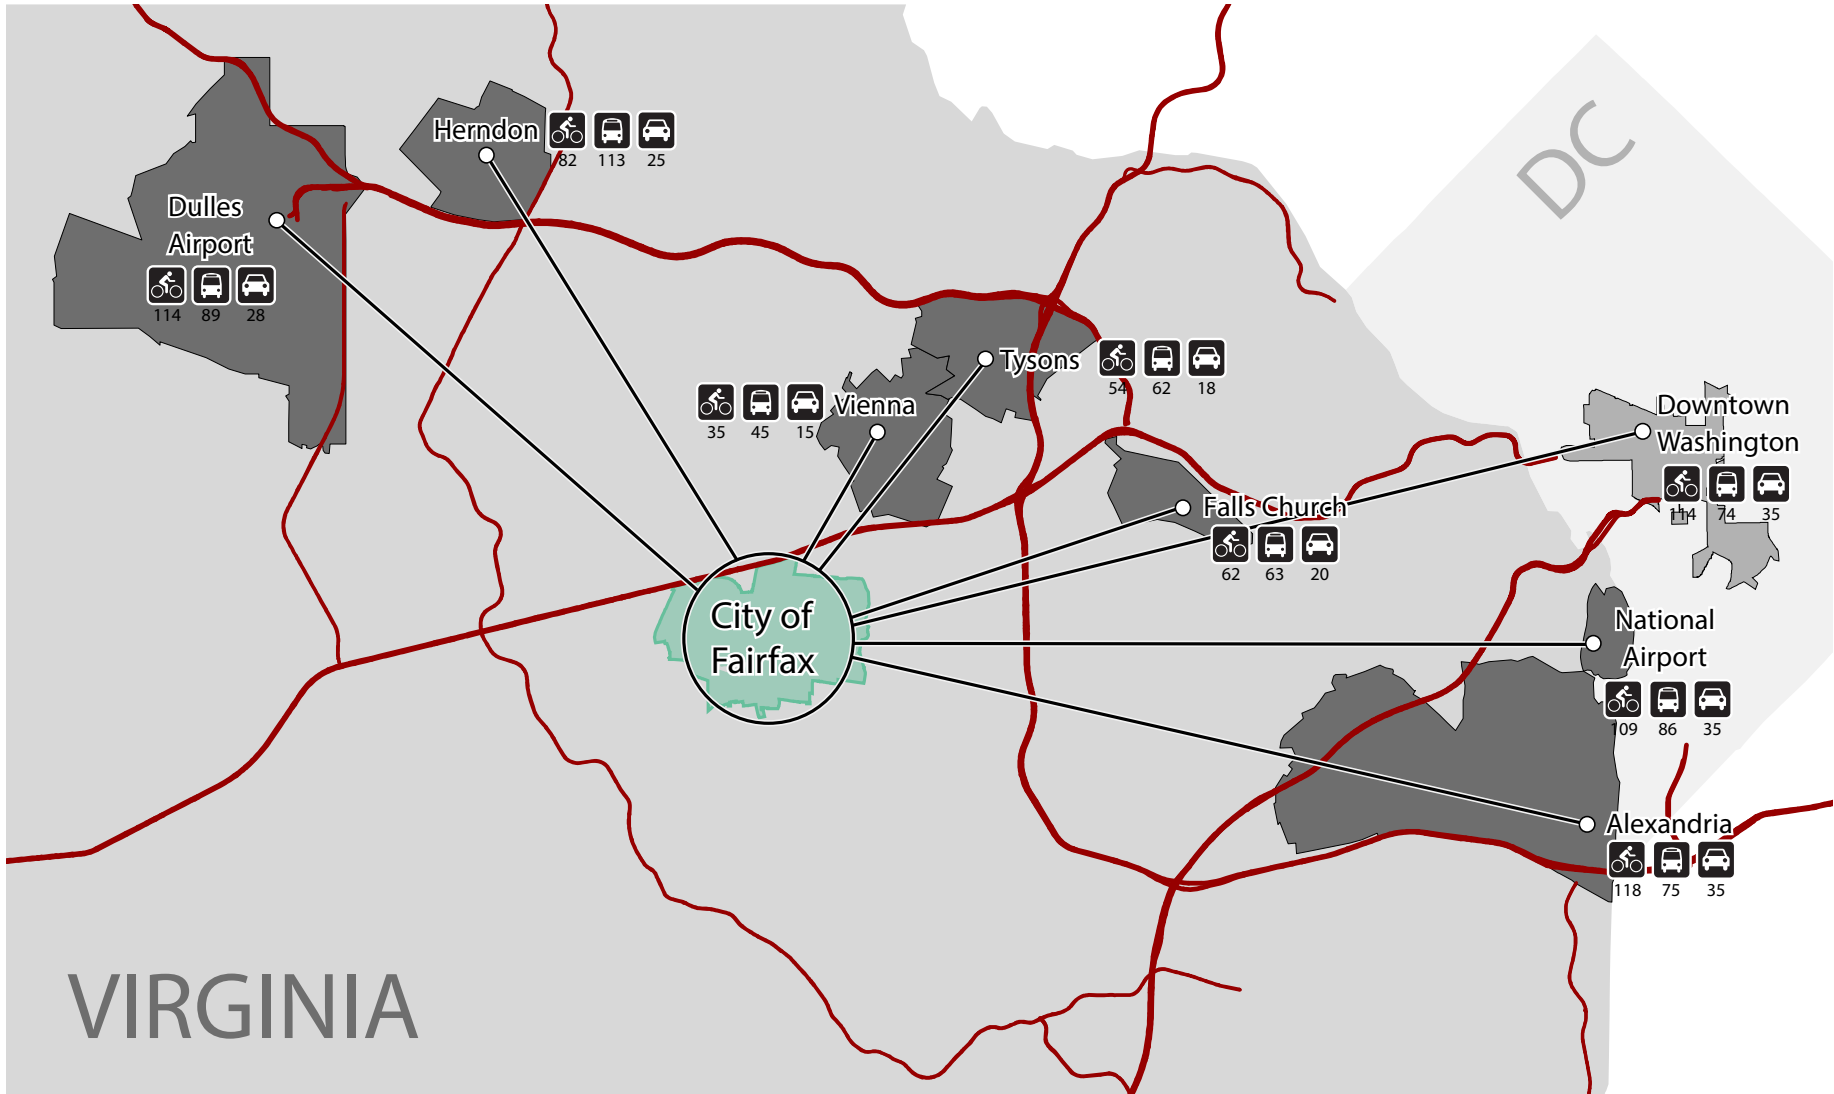 DC
Herndon
82 113 25
Dulles
Airport
114 89 28
Tysons
54 62 18
Vienna
35 45 15
Downtown
Washington
114 74 35
Falls Church
62 63 20
City of
Fairfax
National
Airport
109 86 35
Alexandria
118 75 35
VIRGINIA